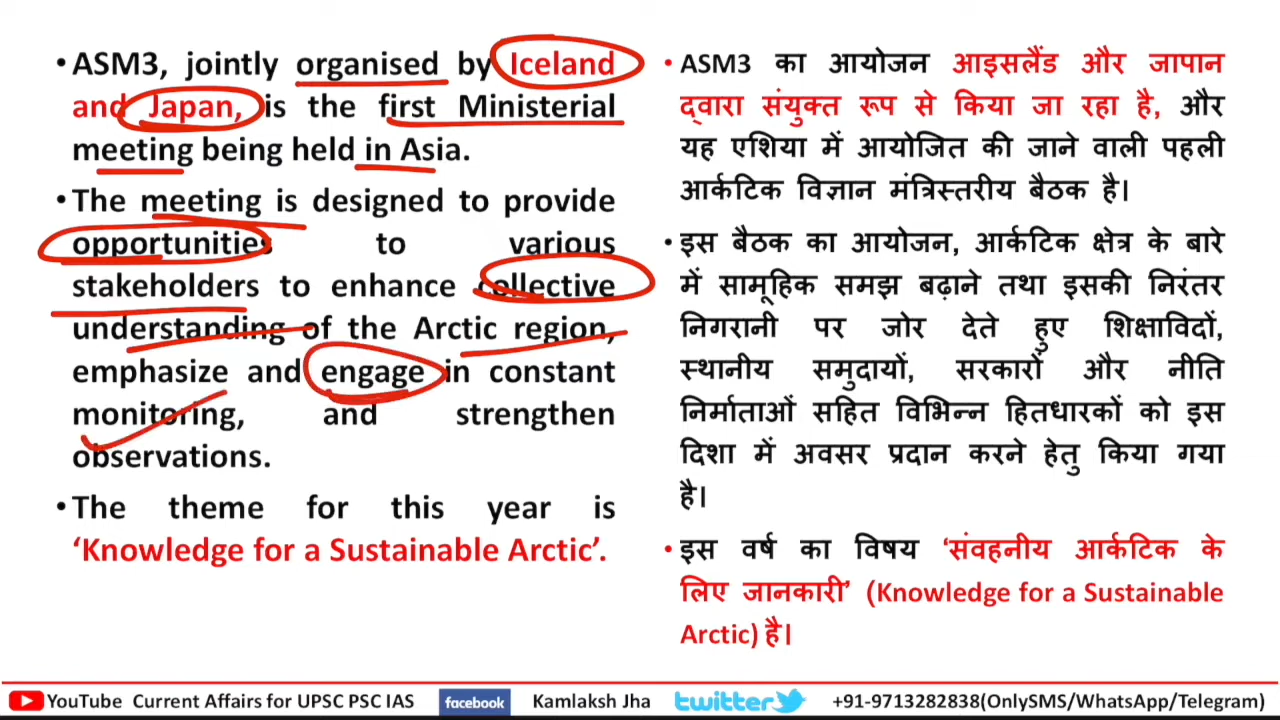 • ASM3, jointly organised by Iceland
and Japan, is the first Ministerial
meeting being held in Asia.
• The meeting is designed to provide
opportunities to various
stakeholders to enhance collective
understanding of the Arctic region,
emphasize and engage in constant
monitoring, and strengthen
observations.
• The theme for this year is
‘Knowledge for a Sustainable Arctic’.
• ASM3 का आयोजन आइसलैंड और जापान
द्वारा संयुक्त रूप से किया जा रहा है, और
यह एशिया में आयोजित की जाने वाली पहली
आर्कटिक विज्ञान मंत्रिस्तरीय बैठक है।
• इस बैठक का आयोजन, आर्कटिक क्षेत्र के बारे
में सामूहिक समझ बढ़ाने तथा इसकी निरंतर
निगरानी पर जोर देते हुए शिक्षाविदों,
स्थानीय समुदायों, सरकारों और नीति
निर्माताओं सहित विभिन्न हितधारकों को इस
दिशा में अवसर प्रदान करने हेतु किया गया
है।
• इस वर्ष का विषय ‘संवहनीय आर्कटिक के
लिए जानकारी’ (Knowledge for a Sustainable
Arctic) है।
YouTube Current Affairs for UPSC PSC IAS facebook Kamlaksh Jha twitter +91-9713282838(OnlySMS/WhatsApp/Telegram)